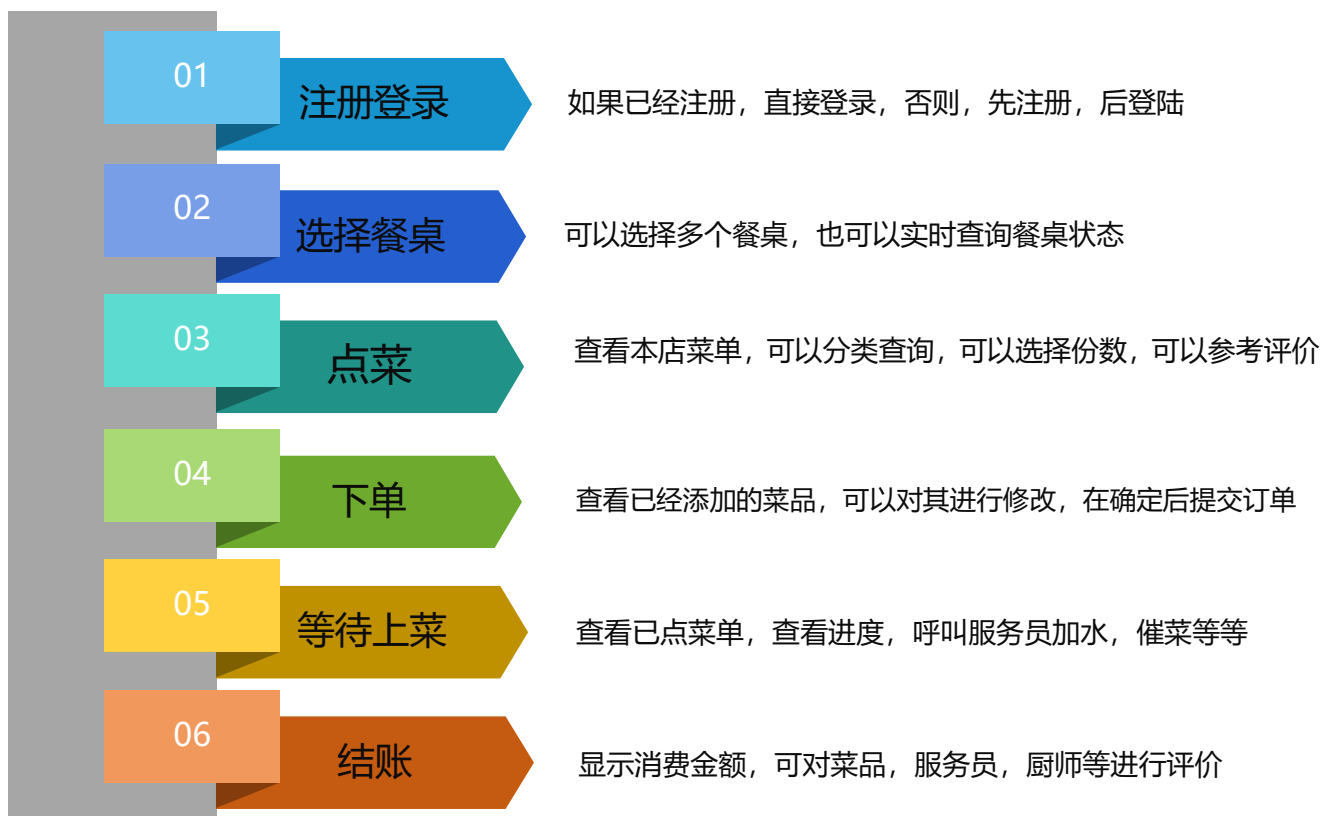 01
注册登录
如果已经注册，直接登录，否则，先注册，后登陆
02
选择餐桌
可以选择多个餐桌，也可以实时查询餐桌状态
03
点菜
查看本店菜单，可以分类查询，可以选择份数，可以参考评价
04
下单
查看已经添加的菜品，可以对其进行修改，在确定后提交订单
05
等待上菜
查看已点菜单，查看进度，呼叫服务员加水，催菜等等
06
结账
显示消费金额，可对菜品，服务员，厨师等进行评价